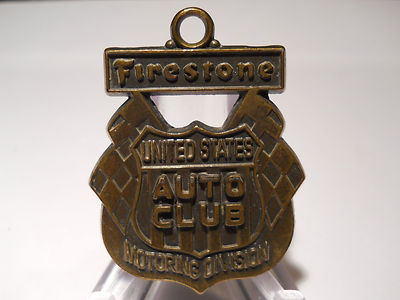 Firestone
UNITED STATES
AUTO
CLUB
MOTORING DIVISION